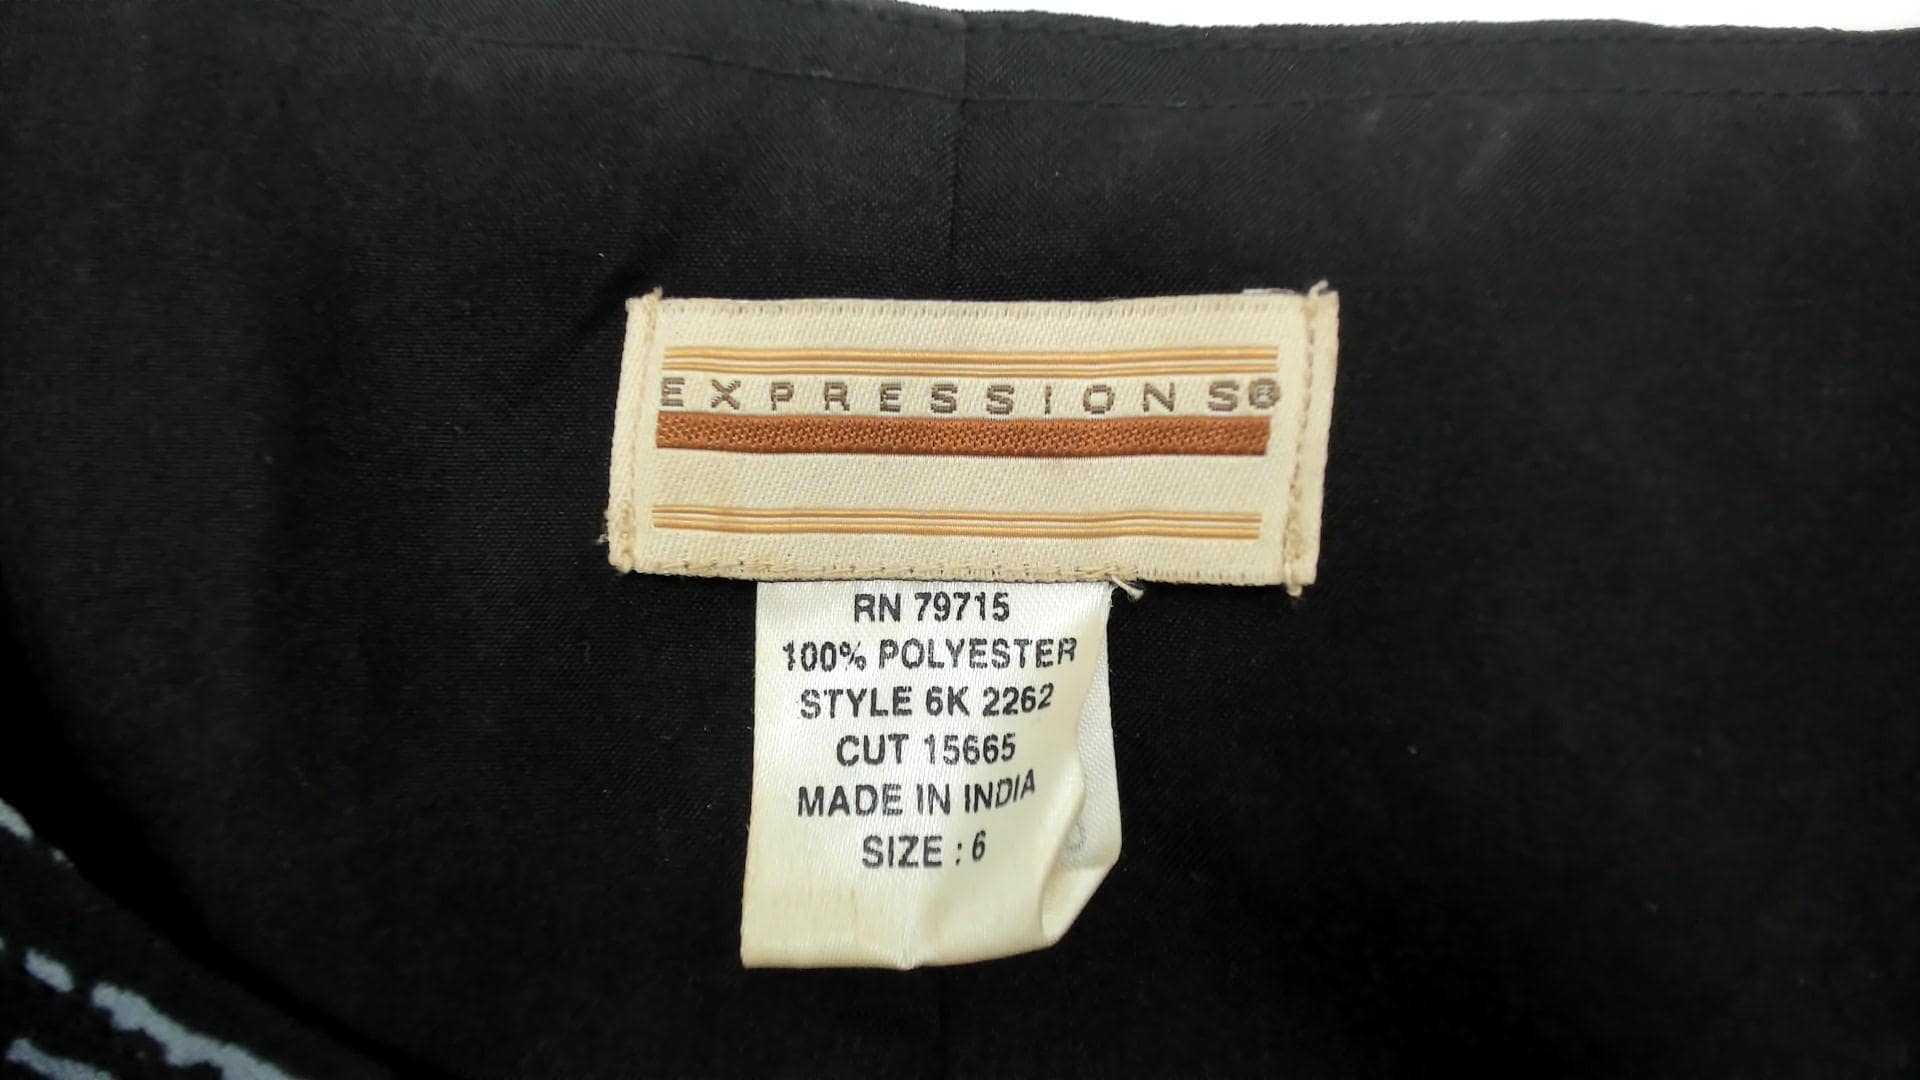 EXPRESSIONS®
RN 79715
100% POLYESTER
STYLE 6K 2262
CUT 15665
MADE IN INDIA
SIZE : 6